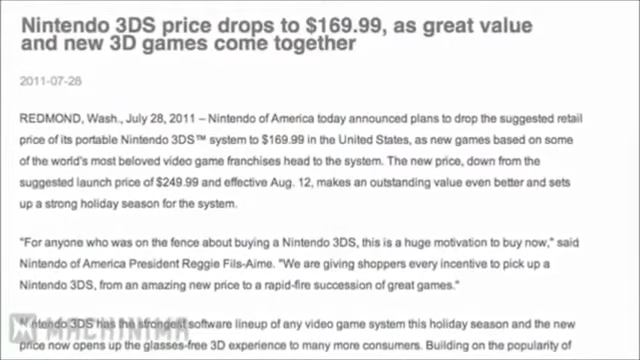 Nintendo 3DS price drops to $169.99, as great value
and new 3D games come together
2011-07-28
REDMOND, Wash., July 28, 2011 – Nintendo of America today announced plans to drop the suggested retail
price of its portable Nintendo 3DS™ system to $169.99 in the United States, as new games based on some
of the world's most beloved video game franchises head to the system. The new price, down from the
suggested launch price of $249.99 and effective Aug. 12, makes an outstanding value even better and sets
up a strong holiday season for the system.
"For anyone who was on the fence about buying a Nintendo 3DS, this is a huge motivation to buy now," said
Nintendo of America President Reggie Fils-Aime. "We are giving shoppers every incentive to pick up a
Nintendo 3DS, from an amazing new price to a rapid-fire succession of great games."
Nintendo 3DS has the strongest software lineup of any video game system this holiday season and the new
price now opens up the glasses-free 3D experience to many more consumers. Building on the popularity of
MACHINIMA